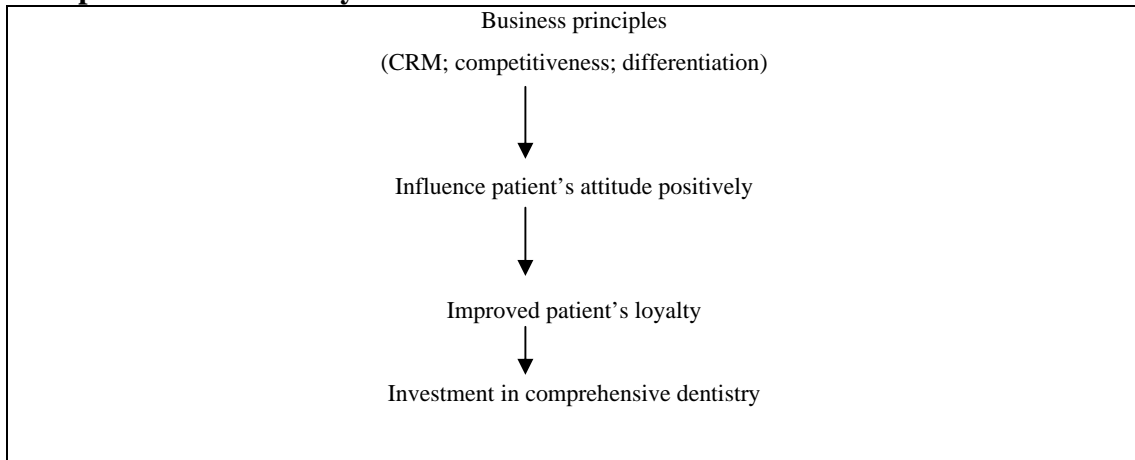 Business principles
(CRM; competitiveness; differentiation)
Influence patient’s attitude positively
Improved patient’s loyalty
Investment in comprehensive dentistry